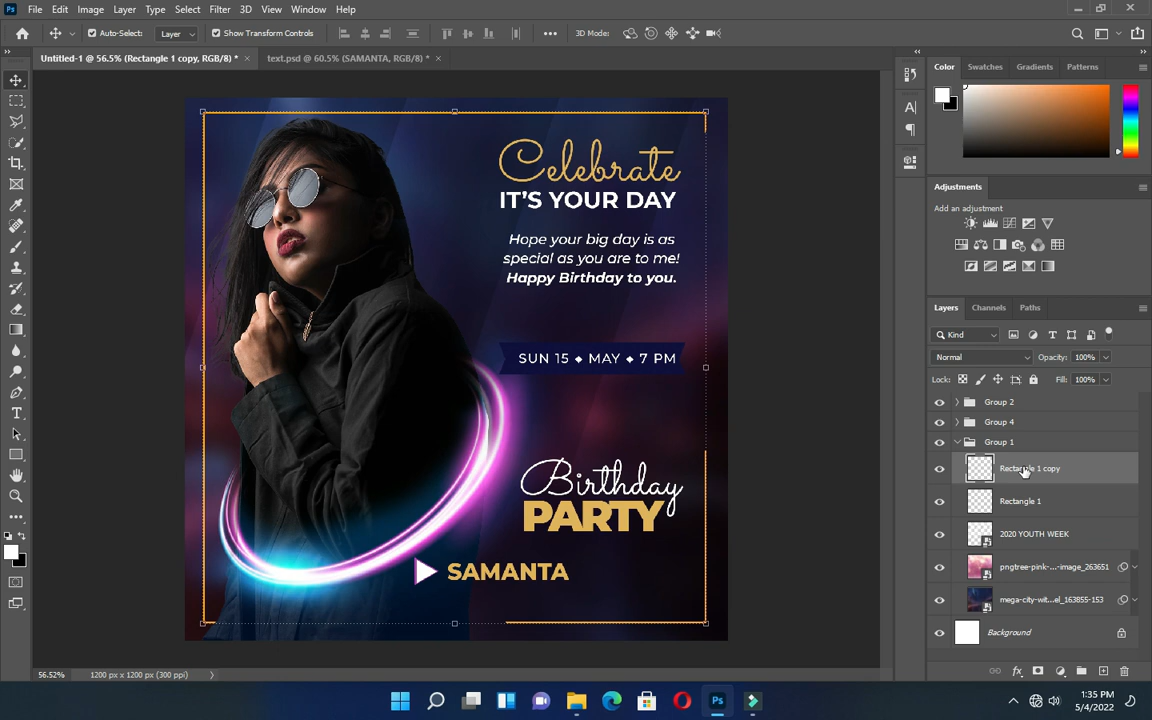 Ps File Edit Image Layer Type Select Filter 3D View Window Help
Auto-Select: Layer Show Transform Controls 3D Mode:
Untitled-1 @ 56.5% (Rectangle 1 copy, RGB/8) * × text.psd @ 60.5% (SAMANTA, RGB/8) * ×
Color Swatches Gradients Patterns
Celebrate
IT'S YOUR DAY
Hope your big day is as
special as you are to me!
Happy Birthday to you.
SUN 15 ◆ MAY ◆ 7 PM
Birthday
PARTY
SAMANTA
Adjustments
Add an adjustment
Layers Channels Paths
Kind
Normal Opacity: 100%
Lock: Fill: 100%
Group 2
Group 4
Group 1
Rectangle 1 copy
Rectangle 1
2020 YOUTH WEEK
pngtree-pink-...-image_263651
mega-city-wit...el_163855-153
Background
56.52% 1200 px x 1200 px (300 ppi)
Ps
1:35 PM
5/4/2022